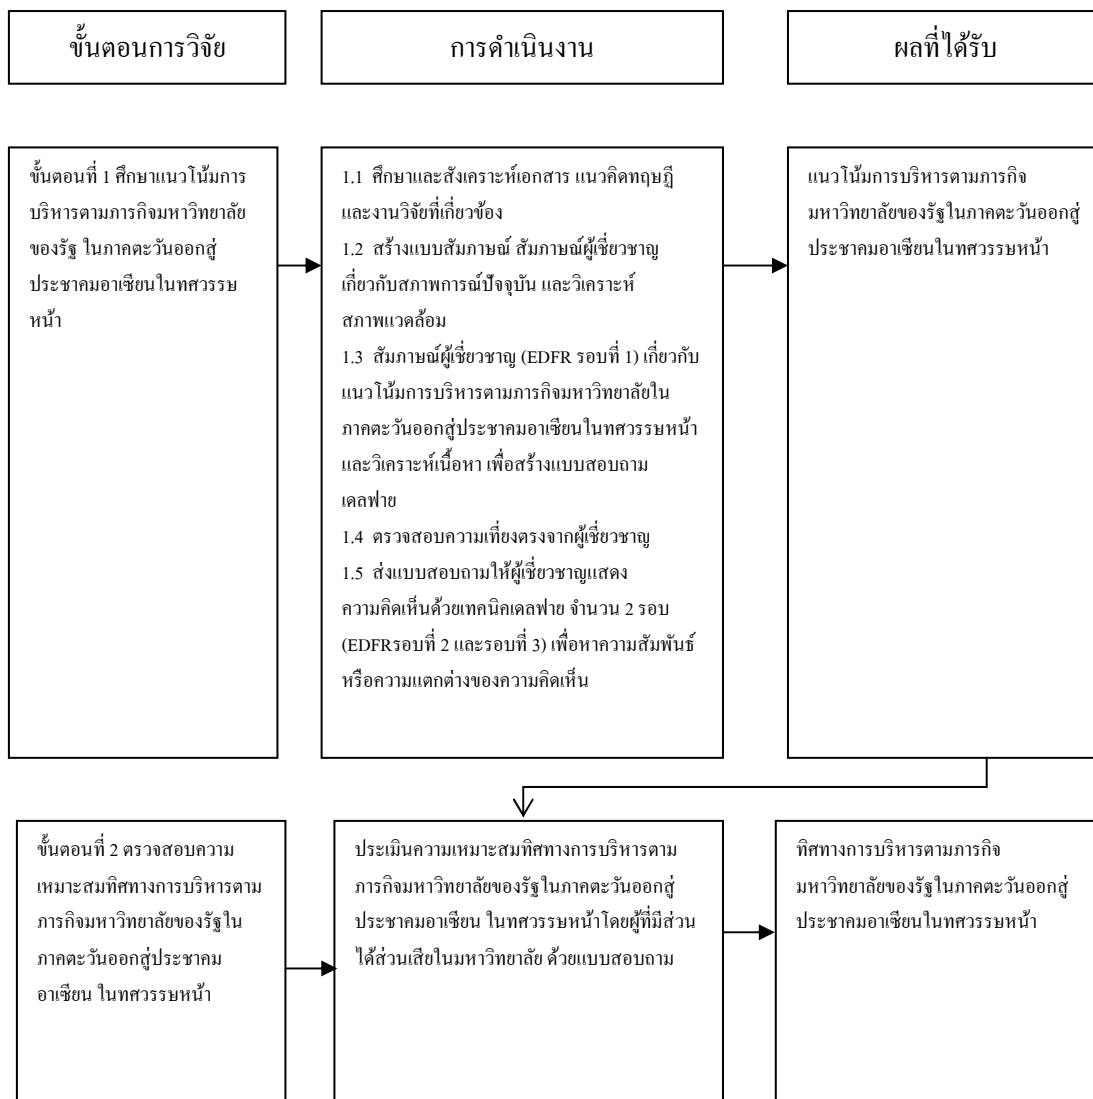 ขั้นตอนการวิจัย
การดำเนินงาน
ผลที่ได้รับ
ขั้นตอนที่ 1 ศึกษาแนวโน้มการ
บริหารตามภารกิจมหาวิทยาลัย
ของรัฐ ในภาคตะวันออกสู่
ประชาคมอาเซียนในทศวรรษ
หน้า
1.1 ศึกษาและสังเคราะห์เอกสาร แนวคิดทฤษฎี
และงานวิจัยที่เกี่ยวข้อง
1.2 สร้างแบบสัมภาษณ์ สัมภาษณ์ผู้เชี่ยวชาญ
เกี่ยวกับสภาพการณ์ปัจจุบัน และวิเคราะห์
สภาพแวดล้อม
1.3 สัมภาษณ์ผู้เชี่ยวชาญ (EDFR รอบที่ 1) เกี่ยวกับ
แนวโน้มการบริหารตามภารกิจมหาวิทยาลัยใน
ภาคตะวันออกสู่ประชาคมอาเซียนในทศวรรษหน้า
และวิเคราะห์เนื้อหา เพื่อสร้างแบบสอบถาม
เดลฟาย
1.4 ตรวจสอบความเที่ยงตรงจากผู้เชี่ยวชาญ
1.5 ส่งแบบสอบถามให้ผู้เชี่ยวชาญแสดง
ความคิดเห็นด้วยเทคนิคเดลฟาย จำนวน 2 รอบ
(EDFRรอบที่ 2 และรอบที่ 3) เพื่อหาความสัมพันธ์
หรือความแตกต่างของความคิดเห็น
แนวโน้มการบริหารตามภารกิจ
มหาวิทยาลัยของรัฐในภาคตะวันออกสู่
ประชาคมอาเซียนในทศวรรษหน้า
ขั้นตอนที่ 2 ตรวจสอบความ
เหมาะสมทิศทางการบริหารตาม
ภารกิจมหาวิทยาลัยของรัฐใน
ภาคตะวันออกสู่ประชาคม
อาเซียน ในทศวรรษหน้า
ประเมินความเหมาะสมทิศทางการบริหารตาม
ภารกิจมหาวิทยาลัยของรัฐในภาคตะวันออกสู่
ประชาคมอาเซียน ในทศวรรษหน้า โดยผู้ที่มีส่วน
ได้ส่วนเสียในมหาวิทยาลัย ด้วยแบบสอบถาม
ทิศทางการบริหารตามภารกิจ
มหาวิทยาลัยของรัฐในภาคตะวันออกสู่
ประชาคมอาเซียนในทศวรรษหน้า